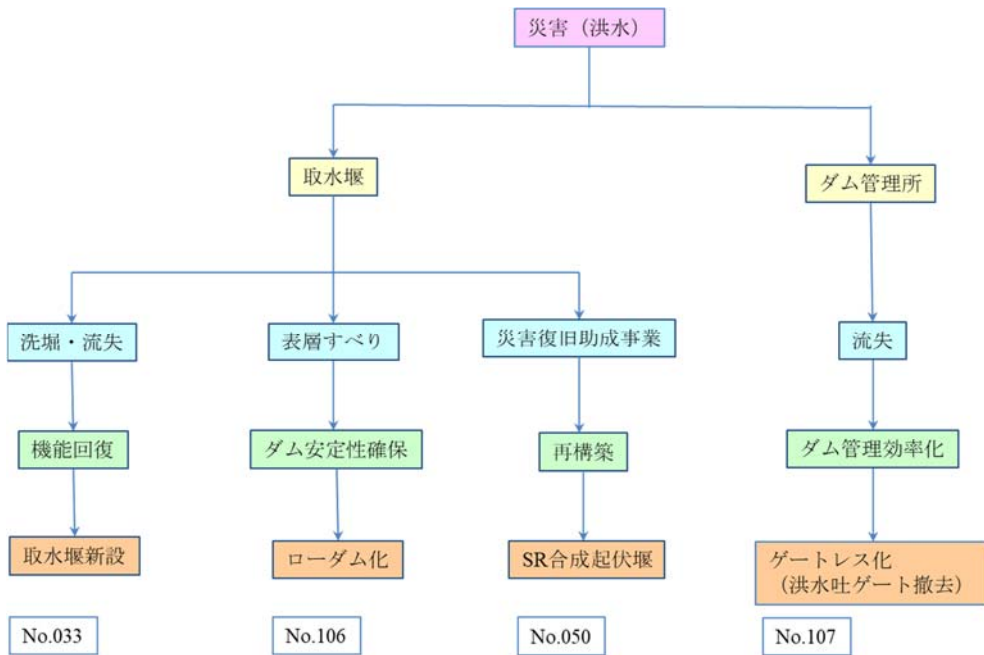 災害（洪水）
取水堰
ダム管理所
洗堀・流失
表層すべり
災害復旧助成事業
流失
機能回復
ダム安定性確保
再構築
ダム管理効率化
取水堰新設
ローダム化
SR合成起伏堰
ゲートレス化
（洪水吐ゲート撤去）
No.033
No.106
No.050
No.107